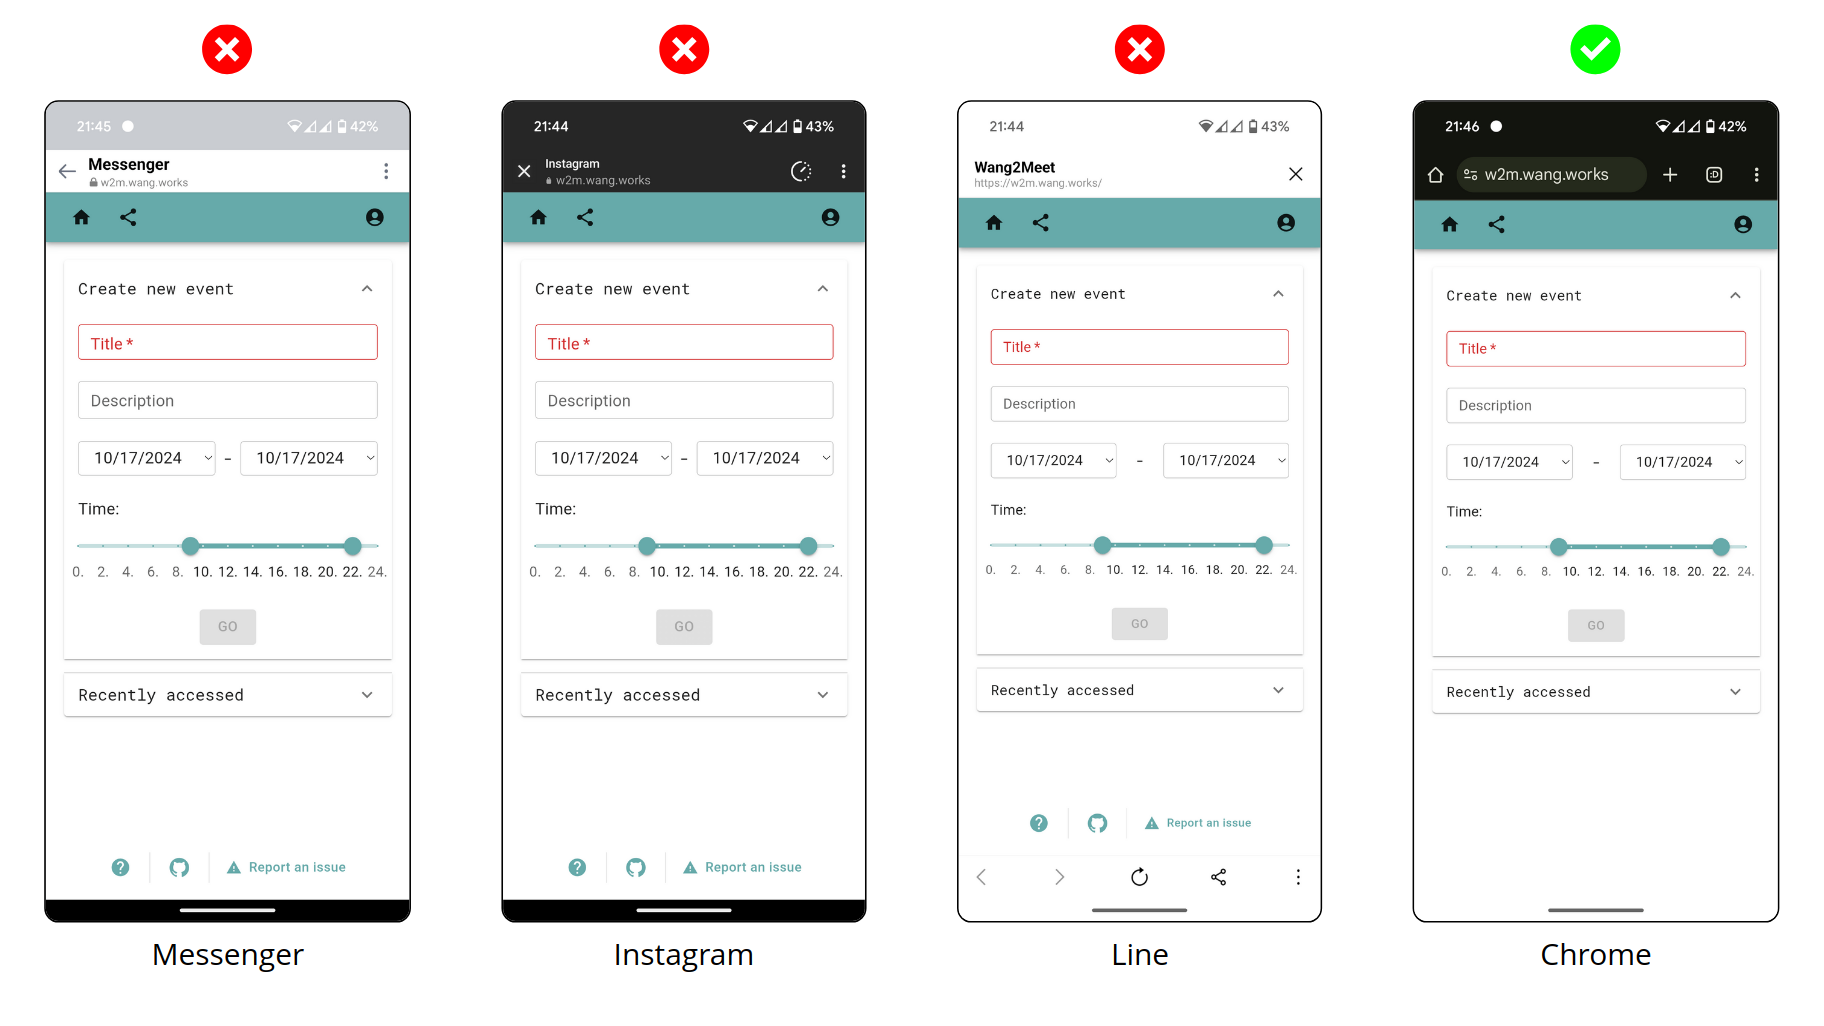 21:45 42%
Messenger
w2m.wang.works
Create new event
Title *
Description
10/17/2024 - 10/17/2024
Time:
0. 2. 4. 6. 8. 10. 12. 14. 16. 18. 20. 22. 24.
GO
Recently accessed
Report an issue
Messenger
21:44 43%
Instagram
w2m.wang.works
Create new event
Title *
Description
10/17/2024 - 10/17/2024
Time:
0. 2. 4. 6. 8. 10. 12. 14. 16. 18. 20. 22. 24.
GO
Recently accessed
Report an issue
Instagram
21:44 43%
Wang2Meet
https://w2m.wang.works/
Create new event
Title *
Description
10/17/2024 - 10/17/2024
Time:
0. 2. 4. 6. 8. 10. 12. 14. 16. 18. 20. 22. 24.
GO
Recently accessed
Report an issue
Line
21:46 42%
w2m.wang.works :D
Create new event
Title *
Description
10/17/2024 - 10/17/2024
Time:
0. 2. 4. 6. 8. 10. 12. 14. 16. 18. 20. 22. 24.
GO
Recently accessed
Chrome